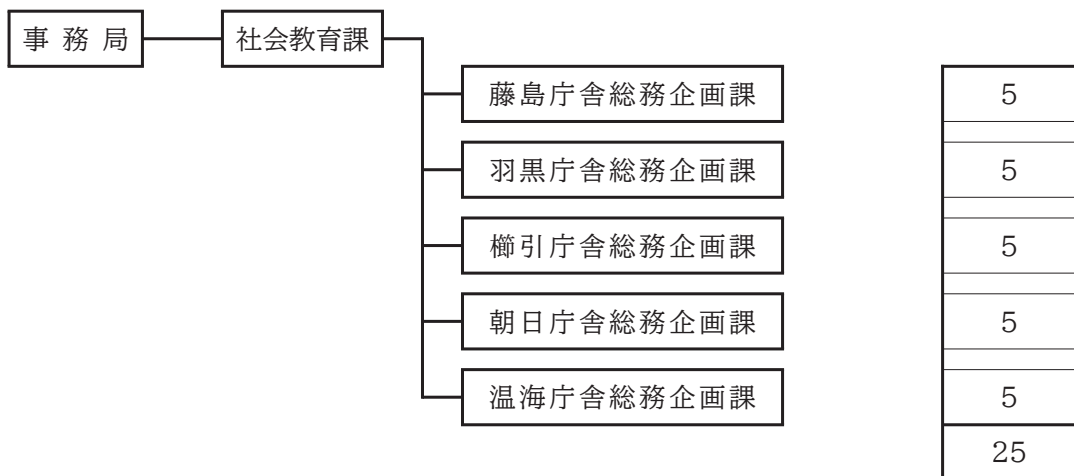 事務局 社会教育課
藤島庁舎総務企画課 5
羽黒庁舎総務企画課 5
櫛引庁舎総務企画課 5
朝日庁舎総務企画課 5
温海庁舎総務企画課 5
25